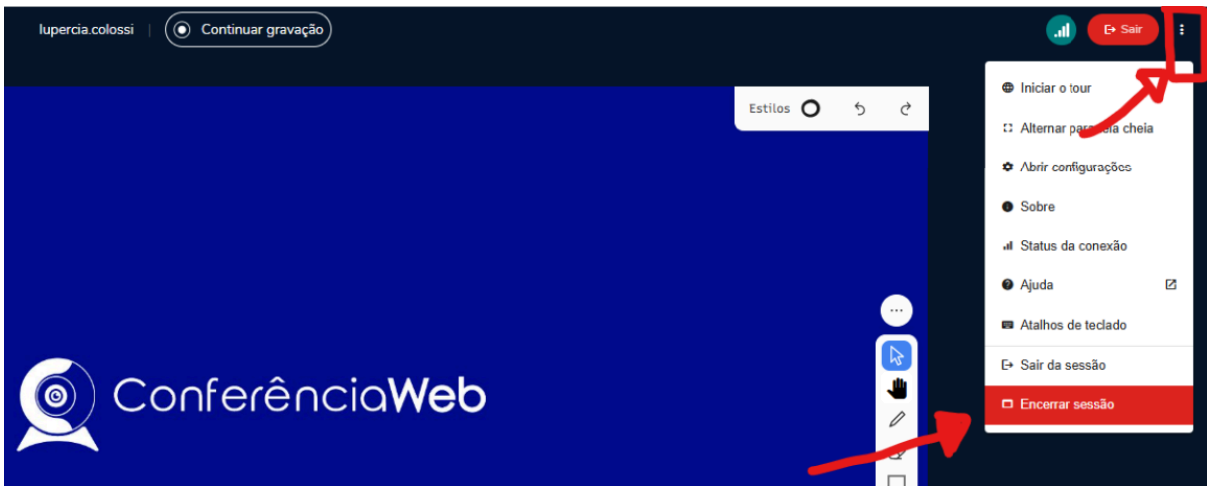 lupercia.colossi | Continuar gravação
Sair
Iniciar o tour
Estilos
Alternar para tela cheia
Abrir configurações
Sobre
Status da conexão
Ajuda
Atalhos de teclado
Sair da sessão
ConferênciaWeb
Encerrar sessão